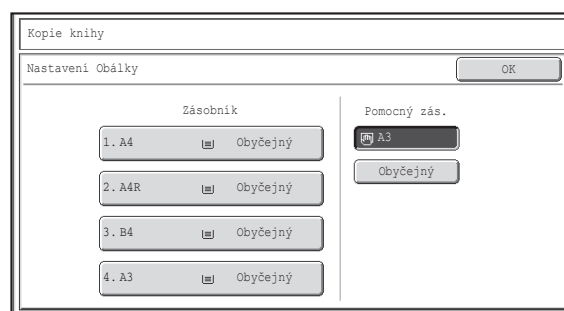 Kopie knihy
Nastavení Obálky
OK
Zásobník
1. A4 Obyčejný
2. A4R Obyčejný
3. B4 Obyčejný
4. A3 Obyčejný
Pomocný zás.
A3
Obyčejný